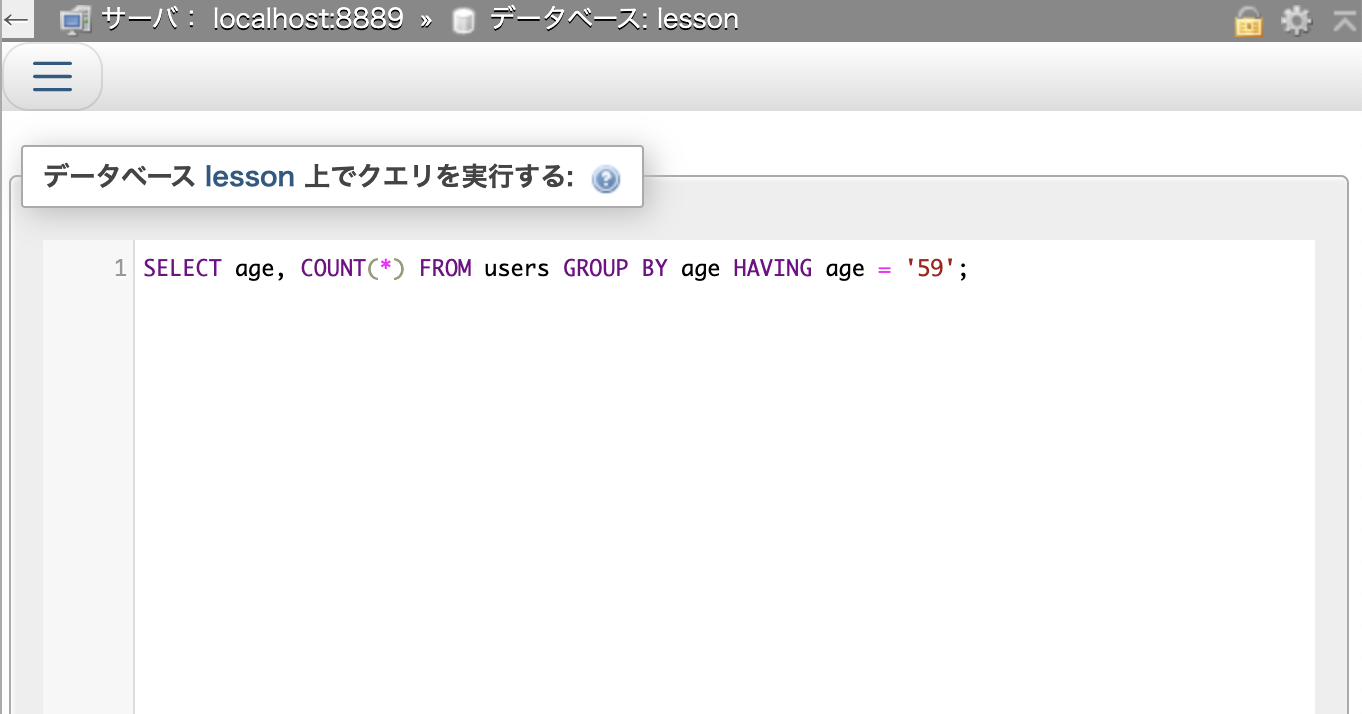 サーバ: localhost:8889 » データベース: lesson
データベース lesson 上でクエリを実行する:
1 SELECT age, COUNT(*) FROM users GROUP BY age HAVING age = '59';